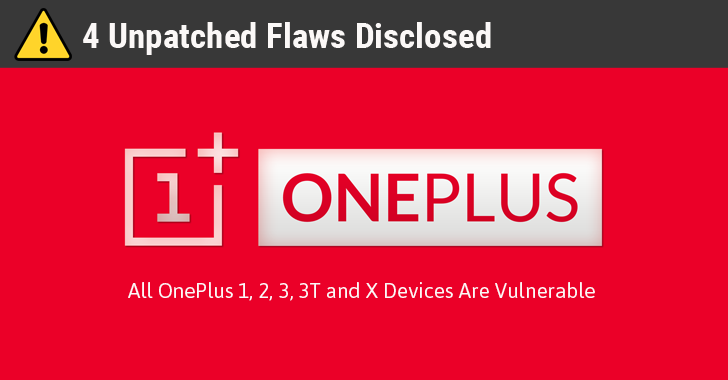 4 Unpatched Flaws Disclosed
1+ ONEPLUS
All OnePlus 1, 2, 3, 3T and X Devices Are Vulnerable